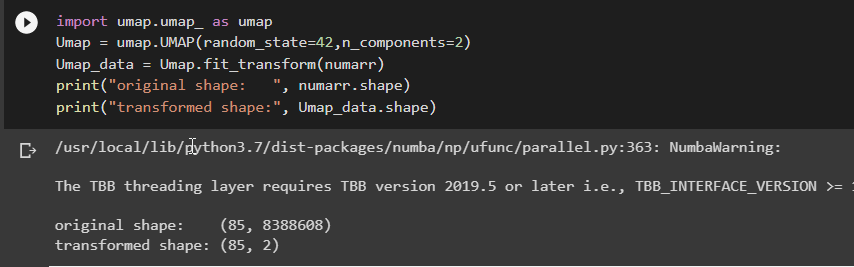 import umap.umap_ as umap
Umap = umap.UMAP(random_state=42,n_components=2)
Umap_data = Umap.fit_transform(numarr)
print("original shape:   ", numarr.shape)
print("transformed shape:", Umap_data.shape)
/usr/local/lib/python3.7/dist-packages/numba/np/ufunc/parallel.py:363: NumbaWarning:
The TBB threading layer requires TBB version 2019.5 or later i.e., TBB_INTERFACE_VERSION >=
original shape:    (85, 8388608)
transformed shape: (85, 2)